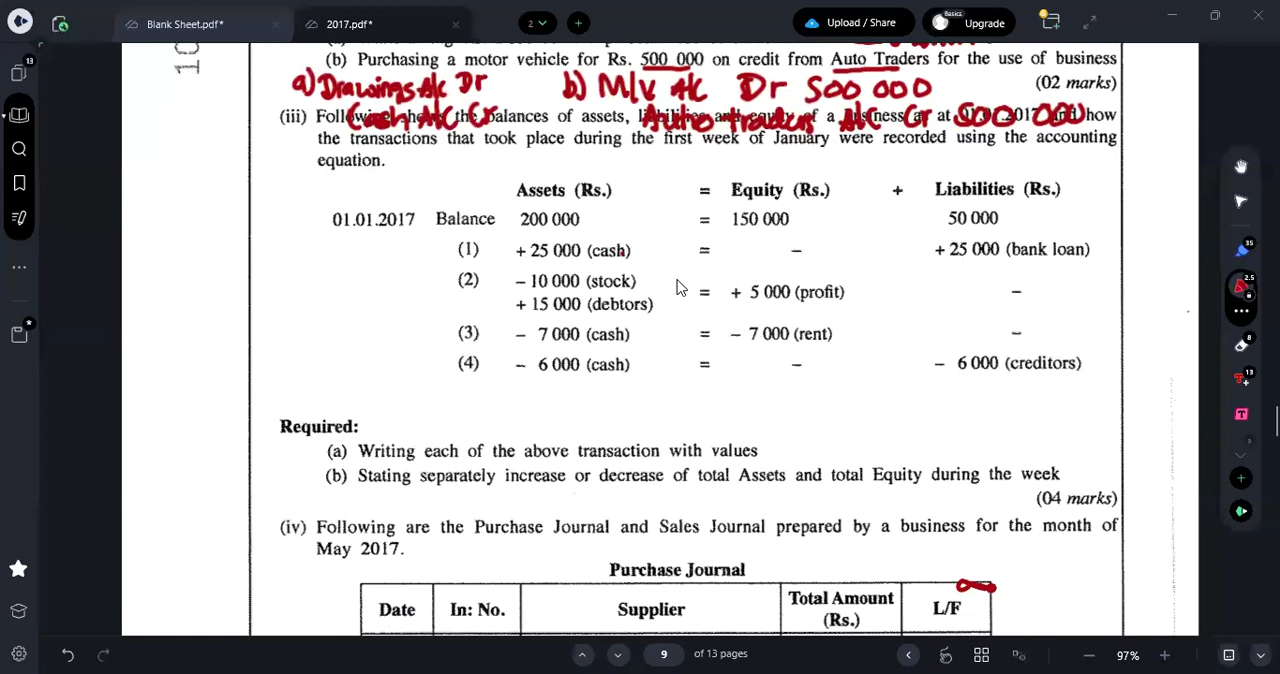 Blank Sheet.pdf*
2017.pdf*
2
Upload / Share
Basics
Upgrade
(b) Purchasing a motor vehicle for Rs. 500 000 on credit from Auto Traders for the use of business
(02 marks)
a) Drawings A/c Dr
Cash A/C Cr
b) M/V A/C Dr 500 000
Auto traders A/C Cr 500 000
(iii) Following shows the balances of assets, liabilities and equity of a business as at 01.01.2017 and how
the transactions that took place during the first week of January were recorded using the accounting
equation.
Assets (Rs.) = Equity (Rs.) + Liabilities (Rs.)
01.01.2017 Balance 200 000 = 150 000 50 000
(1) + 25 000 (cash) = – + 25 000 (bank loan)
(2) – 10 000 (stock)
+ 15 000 (debtors) = + 5 000 (profit) –
(3) – 7 000 (cash) = – 7 000 (rent) –
(4) – 6 000 (cash) = – – 6 000 (creditors)
Required:
(a) Writing each of the above transaction with values
(b) Stating separately increase or decrease of total Assets and total Equity during the week
(04 marks)
(iv) Following are the Purchase Journal and Sales Journal prepared by a business for the month of
May 2017.
Purchase Journal
Date In: No. Supplier Total Amount (Rs.) L/F
9 of 13 pages
97%
13
35
2.5
8
13
3